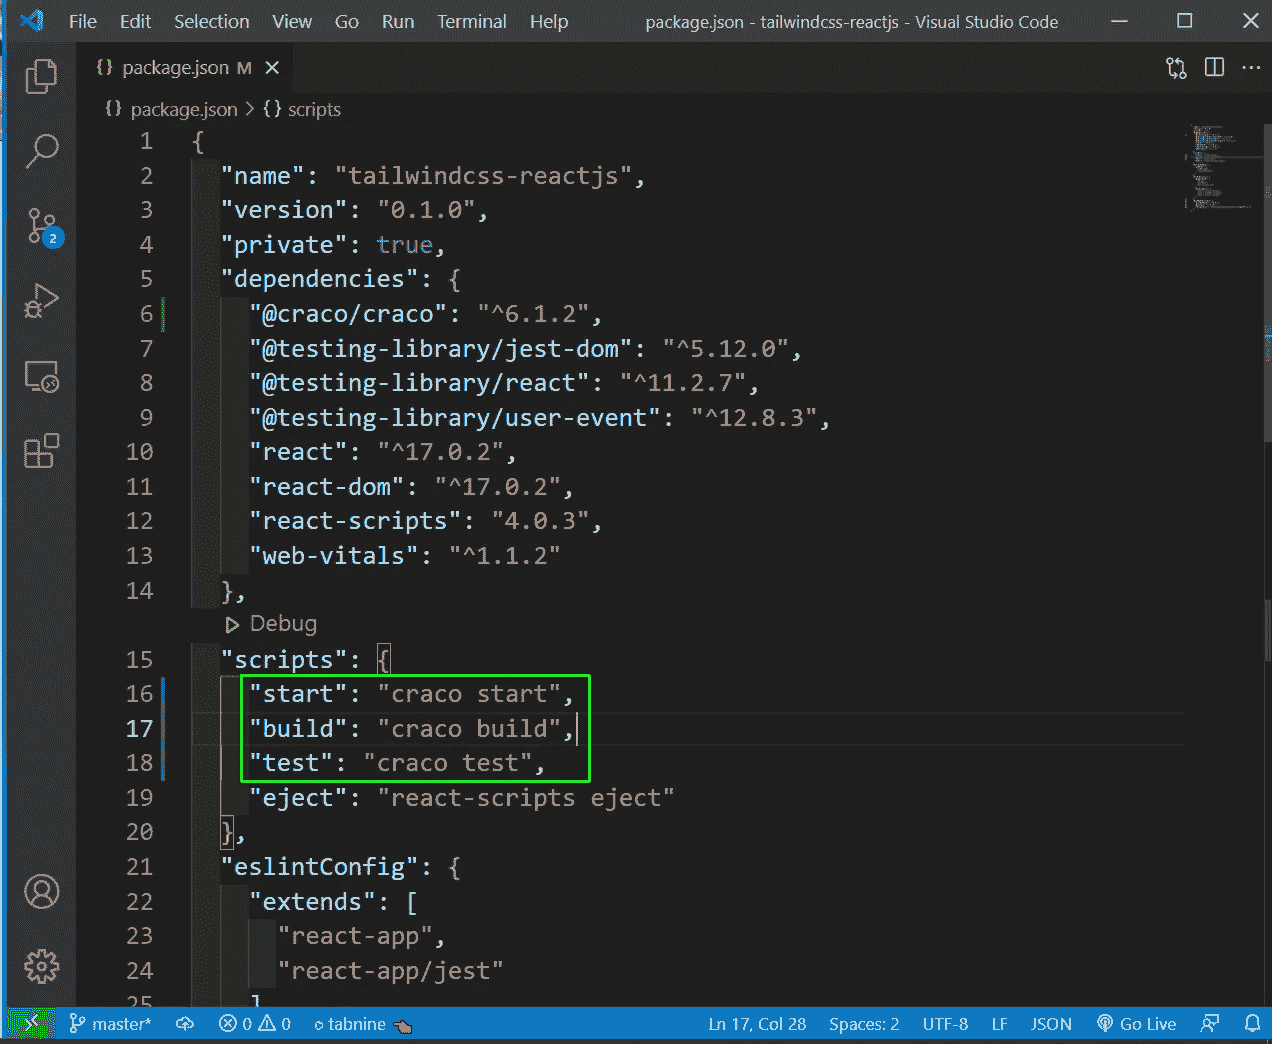 File Edit Selection View Go Run Terminal Help package.json - tailwindcss-reactjs - Visual Studio Code
{} package.json M
{} package.json > {} scripts
1 {
2 "name": "tailwindcss-reactjs",
3 "version": "0.1.0",
4 "private": true,
5 "dependencies": {
6 "@craco/craco": "^6.1.2",
7 "@testing-library/jest-dom": "^5.12.0",
8 "@testing-library/react": "^11.2.7",
9 "@testing-library/user-event": "^12.8.3",
10 "react": "^17.0.2",
11 "react-dom": "^17.0.2",
12 "react-scripts": "4.0.3",
13 "web-vitals": "^1.1.2"
14 },
Debug
15 "scripts": {
16 "start": "craco start",
17 "build": "craco build",
18 "test": "craco test",
19 "eject": "react-scripts eject"
20 },
21 "eslintConfig": {
22 "extends": [
23 "react-app",
24 "react-app/jest"
25 ]
2
master* 0 0 tabnine Ln 17, Col 28 Spaces: 2 UTF-8 LF JSON Go Live